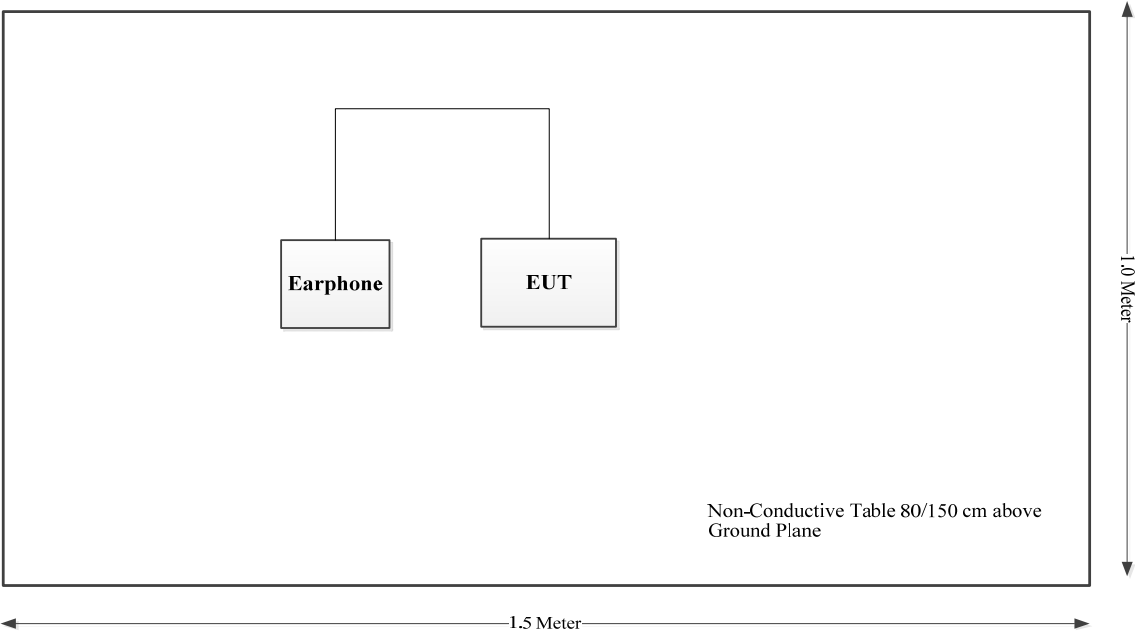 Earphone
EUT
1.0 Meter
Non-Conductive Table 80/150 cm above
Ground Plane
1.5 Meter